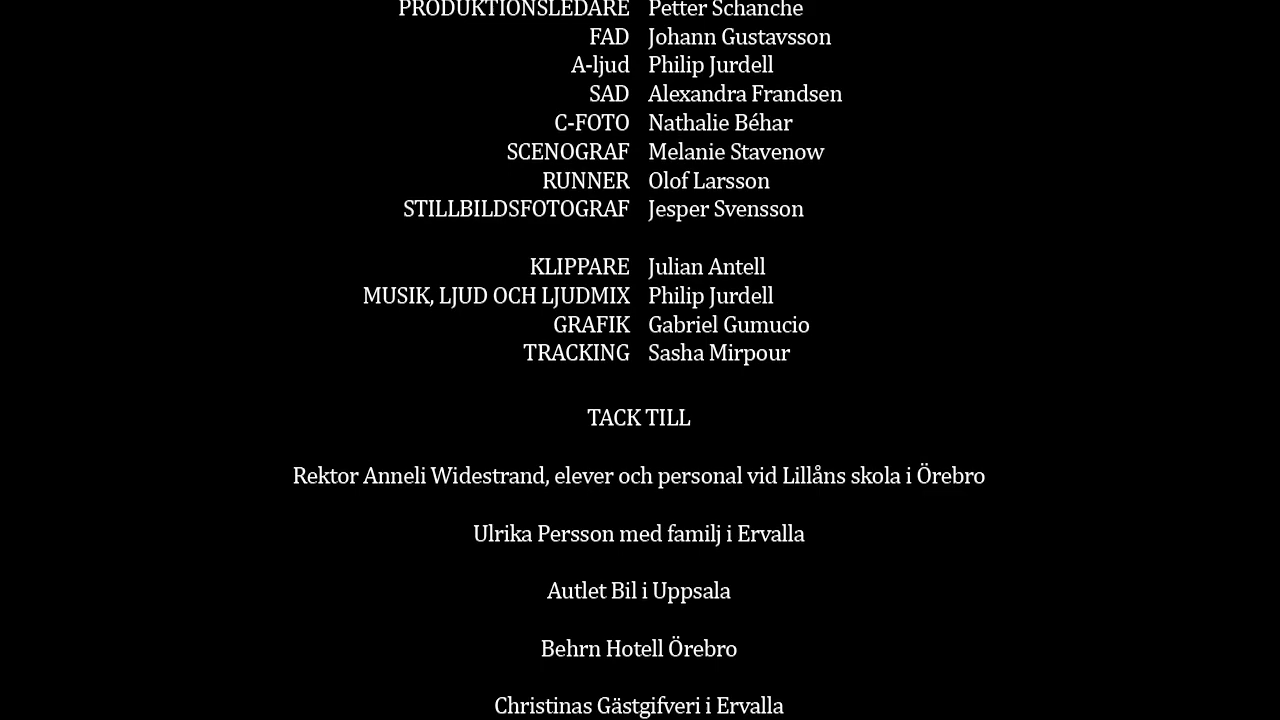 PRODUKTIONSLEDARE Petter Schanche
FAD Johann Gustavsson
A-ljud Philip Jurdell
SAD Alexandra Frandsen
C-FOTO Nathalie Béhar
SCENOGRAF Melanie Stavenow
RUNNER Olof Larsson
STILLBILDSFOTOGRAF Jesper Svensson
KLIPPARE Julian Antell
MUSIK, LJUD OCH LJUDMIX Philip Jurdell
GRAFIK Gabriel Gumucio
TRACKING Sasha Mirpour
TACK TILL
Rektor Anneli Widestrand, elever och personal vid Lillåns skola i Örebro
Ulrika Persson med familj i Ervalla
Autlet Bil i Uppsala
Behrn Hotell Örebro
Christinas Gästgifveri i Ervalla